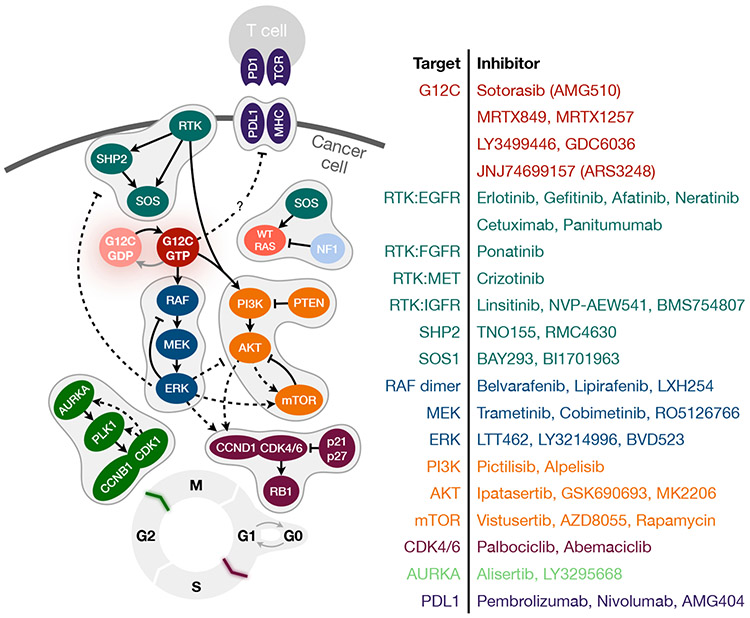 T cell
PD1
TCR
PDL1
MHC
Cancer
cell
RTK
SHP2
SOS
?
SOS
WT
RAS
NF1
G12C
GDP
G12C
GTP
RAF
MEK
ERK
PI3K
PTEN
AKT
mTOR
AURKA
PLK1
CDK1
CCNB1
CCND1
CDK4/6
p21
p27
RB1
M
G2
G1
G0
S
Target Inhibitor
G12C Sotorasib (AMG510)
MRTX849, MRTX1257
LY3499446, GDC6036
JNJ74699157 (ARS3248)
RTK:EGFR Erlotinib, Gefitinib, Afatinib, Neratinib
Cetuximab, Panitumumab
RTK:FGFR Ponatinib
RTK:MET Crizotinib
RTK:IGFR Linsitinib, NVP-AEW541, BMS754807
SHP2 TNO155, RMC4630
SOS1 BAY293, BI1701963
RAF dimer Belvarafenib, Lipirafenib, LXH254
MEK Trametinib, Cobimetinib, RO5126766
ERK LTT462, LY3214996, BVD523
PI3K Pictilisib, Alpelisib
AKT Ipatasertib, GSK690693, MK2206
mTOR Vistusertib, AZD8055, Rapamycin
CDK4/6 Palbociclib, Abemaciclib
AURKA Alisertib, LY3295668
PDL1 Pembrolizumab, Nivolumab, AMG404